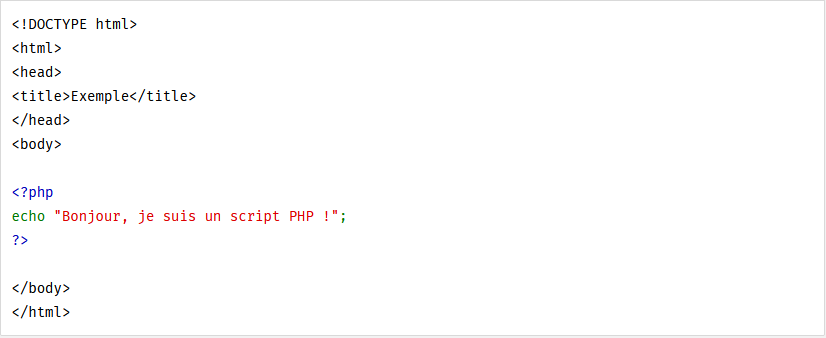 <!DOCTYPE html>
<html>
<head>
<title>Exemple</title>
</head>
<body>

<?php
echo "Bonjour, je suis un script PHP !";
?>

</body>
</html>